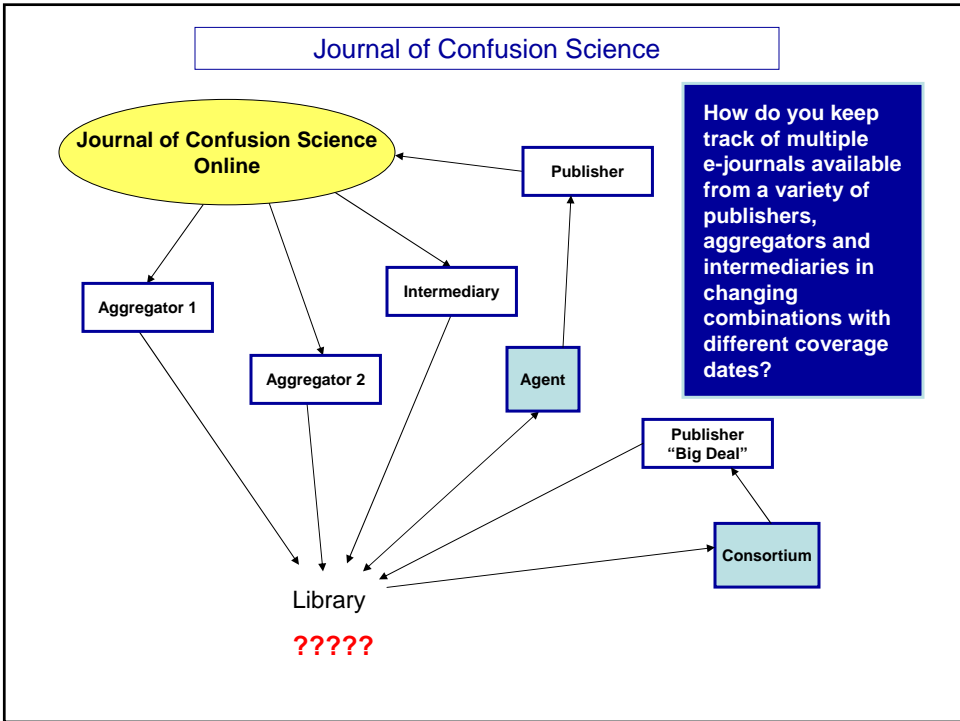 Journal of Confusion Science
Journal of Confusion Science
Online
Publisher
How do you keep
track of multiple
e-journals available
from a variety of
publishers,
aggregators and
intermediaries in
changing
combinations with
different coverage
dates?
Aggregator 1
Intermediary
Aggregator 2
Agent
Publisher
“Big Deal”
Consortium
Library
?????